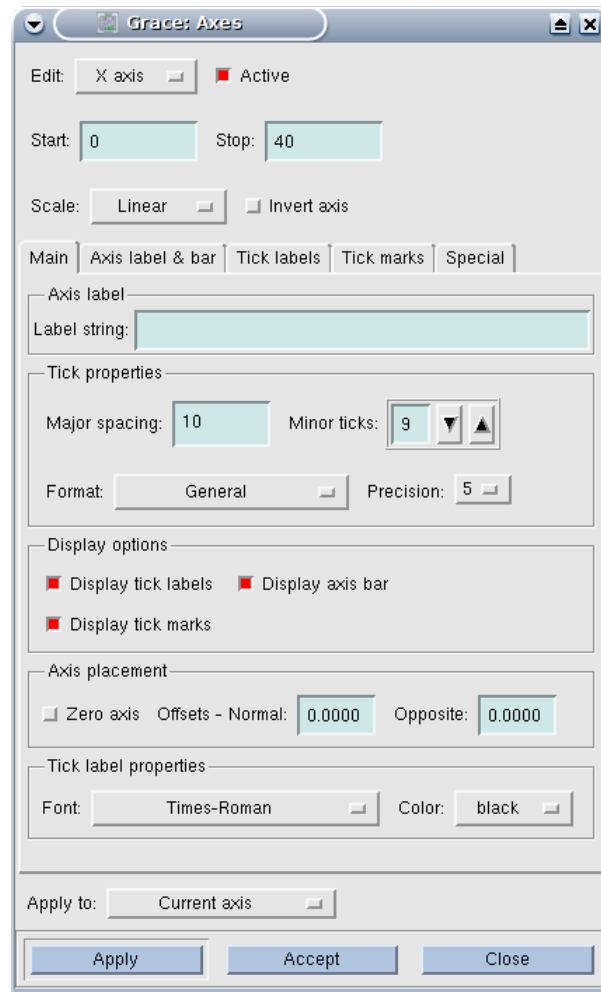 Grace: Axes
Edit: X axis Active
Start: 0 Stop: 40
Scale: Linear Invert axis
Main Axis label & bar Tick labels Tick marks Special
Axis label
Label string:
Tick properties
Major spacing: 10 Minor ticks: 9
Format: General Precision: 5
Display options
Display tick labels Display axis bar
Display tick marks
Axis placement
Zero axis Offsets - Normal: 0.0000 Opposite: 0.0000
Tick label properties
Font: Times-Roman Color: black
Apply to: Current axis
Apply Accept Close